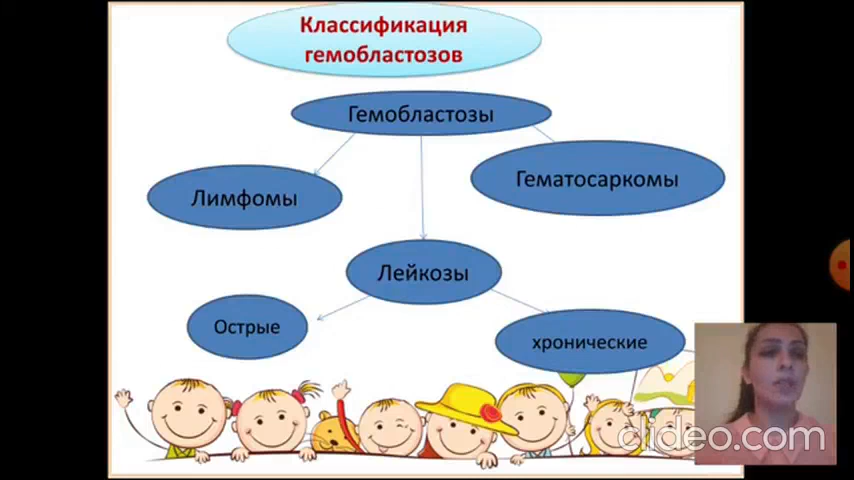 Классификация
гемобластозов
Гемобластозы
Гематосаркомы
Лимфомы
Лейкозы
Острые
хронические
clideo.com